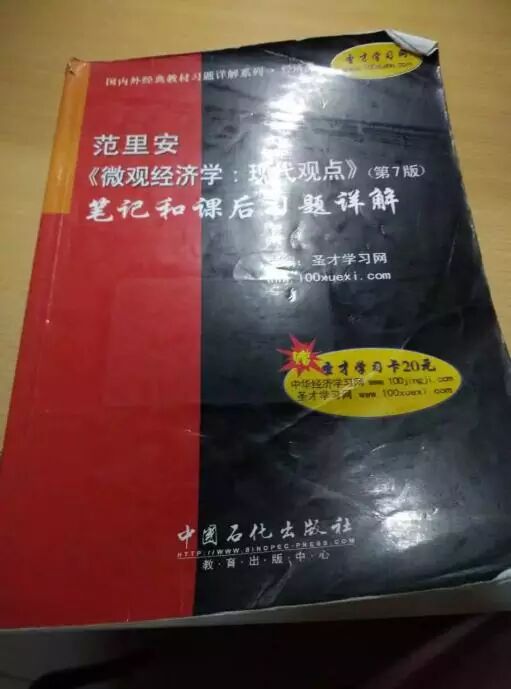 国内外经典教材习题详解系列
圣才学习网
范里安
《微观经济学：现代观点》（第7版）
笔记和课后习题详解
：圣才学习网
100xuexi.com
赠 圣才学习卡20元
中华经济学习网 www.100jingji.com
圣才学习网 www.100xuexi.com
中国石化出版社
HTTP://WWW.SINOPEC-PRESS.COM
教育出版中心